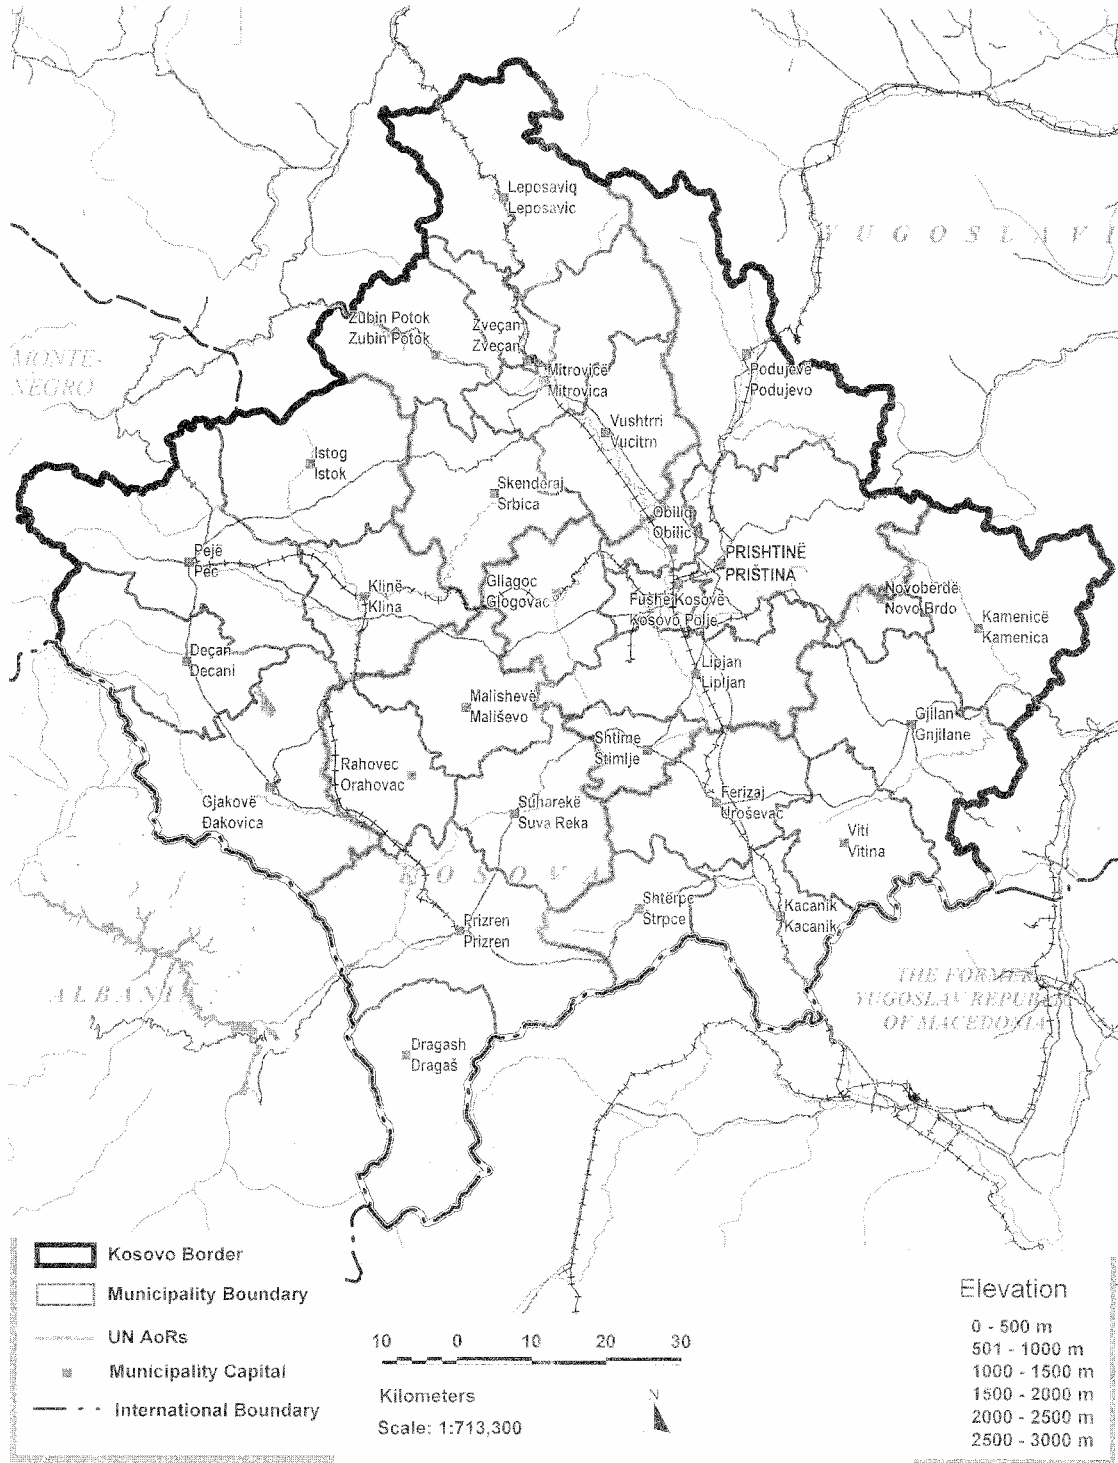 Leposaviq
Leposavic
YUGOSLAVI
Zubin Potok
Zubin Potok
Zveçan
Zvecan
MONTE-
NEGRO
Mitrovicë
Mitrovica
Podujevë
Podujevo
Vushtrri
Vucitrn
Istog
Istok
Skenderaj
Srbica
Obiliq
Obilic
PRISHTINË
PRIŠTINA
Pejë
Pec
Klinë
Klina
Gllagoc
Glogovac
Fushë Kosovë
Kosovo Polje
Novobërdë
Novo Brdo
Kamenicë
Kamenica
Deçan
Decani
Lipjan
Lipljan
Malishevë
Mališevo
Gjilan
Gnjilane
Shtime
Stimlje
Rahovec
Orahovac
Gjakovë
Đakovica
Suharekë
Suva Reka
Ferizaj
Uroševac
Viti
Vitina
KOSOVA
Shtërpc
Štrpce
Kacanik
Kacanik
Prizren
Prizren
ALBANIA
THE FORMER
YUGOSLAV REPUBLIC
OF MACEDONIA
Dragash
Dragaš
Kosovo Border
Municipality Boundary
UN AoRs
Municipality Capital
International Boundary
10 0 10 20 30
Kilometers
Scale: 1:713,300
N
Elevation
0 - 500 m
501 - 1000 m
1000 - 1500 m
1500 - 2000 m
2000 - 2500 m
2500 - 3000 m